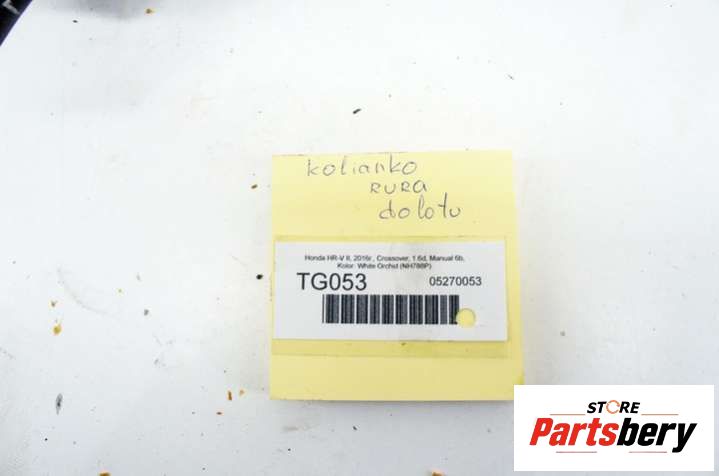 kolianko
RURA
dolotu
Honda HR-V II, 2016r., Crossover, 1.6d, Manual 6b,
Kolor: White Orchid (NH788P)
TG053 05270053
STORE
Partsbery